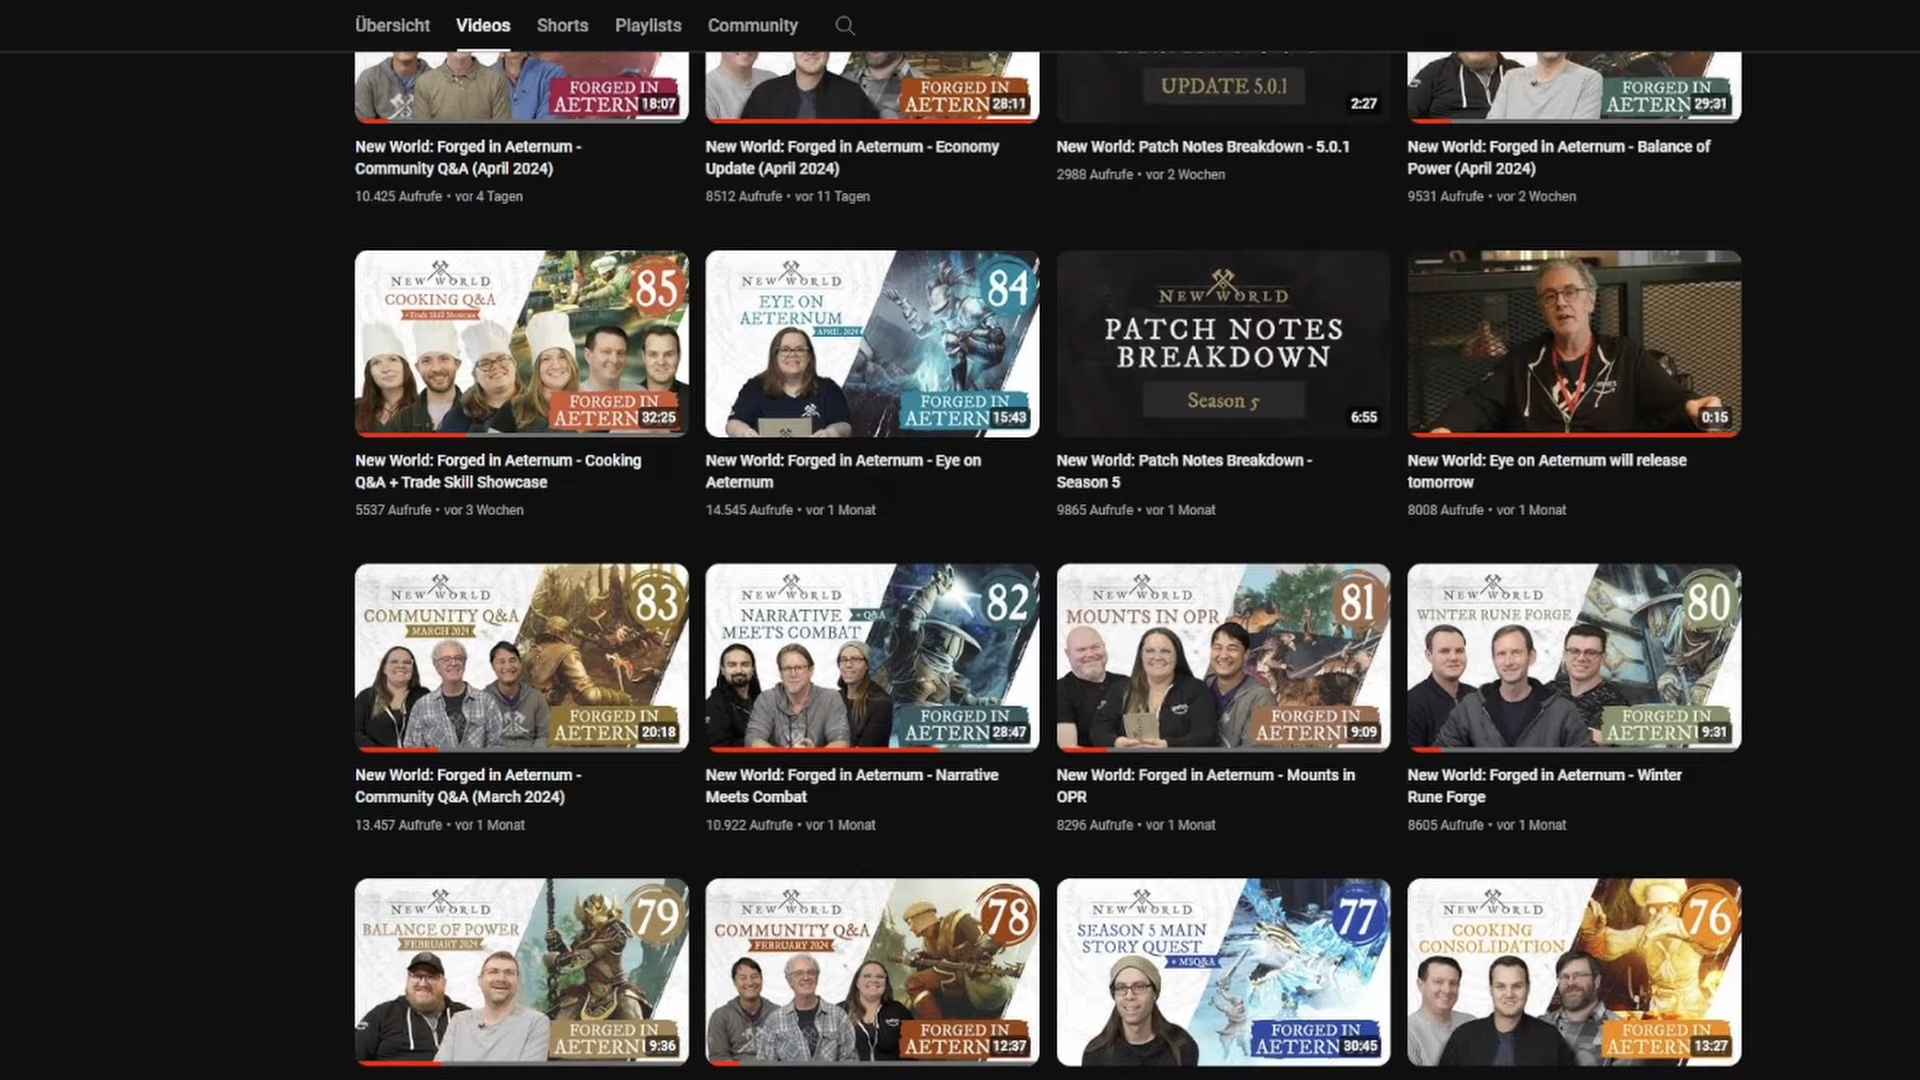 Übersicht Videos Shorts Playlists Community
FORGED IN
AETERN 18:07
FORGED IN
AETERN 28:11
UPDATE 5.0.1
2:27
FORGED IN
AETERN 29:31
New World: Forged in Aeternum -
Community Q&A (April 2024)
10.425 Aufrufe • vor 4 Tagen
New World: Forged in Aeternum - Economy
Update (April 2024)
8512 Aufrufe • vor 11 Tagen
New World: Patch Notes Breakdown - 5.0.1
2988 Aufrufe • vor 2 Wochen
New World: Forged in Aeternum - Balance of
Power (April 2024)
9531 Aufrufe • vor 2 Wochen
NEW WORLD
COOKING Q&A
+ Trade Skill Showcase
85
FORGED IN
AETERN 32:25
NEW WORLD
EYE ON
AETERNUM
APRIL 2024
84
FORGED IN
AETERN 15:43
NEW WORLD
PATCH NOTES
BREAKDOWN
Season 5
6:55
0:15
New World: Forged in Aeternum - Cooking
Q&A + Trade Skill Showcase
5537 Aufrufe • vor 3 Wochen
New World: Forged in Aeternum - Eye on
Aeternum
14.545 Aufrufe • vor 1 Monat
New World: Patch Notes Breakdown -
Season 5
9865 Aufrufe • vor 1 Monat
New World: Eye on Aeternum will release
tomorrow
8008 Aufrufe • vor 1 Monat
NEW WORLD
COMMUNITY Q&A
MARCH 2024
83
FORGED IN
AETERN 20:18
NEW WORLD
NARRATIVE + Q&A
MEETS COMBAT
82
FORGED IN
AETERN 28:47
NEW WORLD
MOUNTS IN OPR
81
FORGED IN
AETERN 9:09
NEW WORLD
WINTER RUNE FORGE
80
FORGED IN
AETERN 9:31
New World: Forged in Aeternum -
Community Q&A (March 2024)
13.457 Aufrufe • vor 1 Monat
New World: Forged in Aeternum - Narrative
Meets Combat
10.922 Aufrufe • vor 1 Monat
New World: Forged in Aeternum - Mounts in
OPR
8296 Aufrufe • vor 1 Monat
New World: Forged in Aeternum - Winter
Rune Forge
8605 Aufrufe • vor 1 Monat
NEW WORLD
BALANCE OF POWER
FEBRUARY 2024
79
FORGED IN
AETERN 9:36
NEW WORLD
COMMUNITY Q&A
FEBRUARY 2024
78
FORGED IN
AETERN 12:37
NEW WORLD
SEASON 5 MAIN
STORY QUEST
+ MSQ&A
77
FORGED IN
AETERN 30:45
NEW WORLD
COOKING
CONSOLIDATION
76
FORGED IN
AETERN 13:27